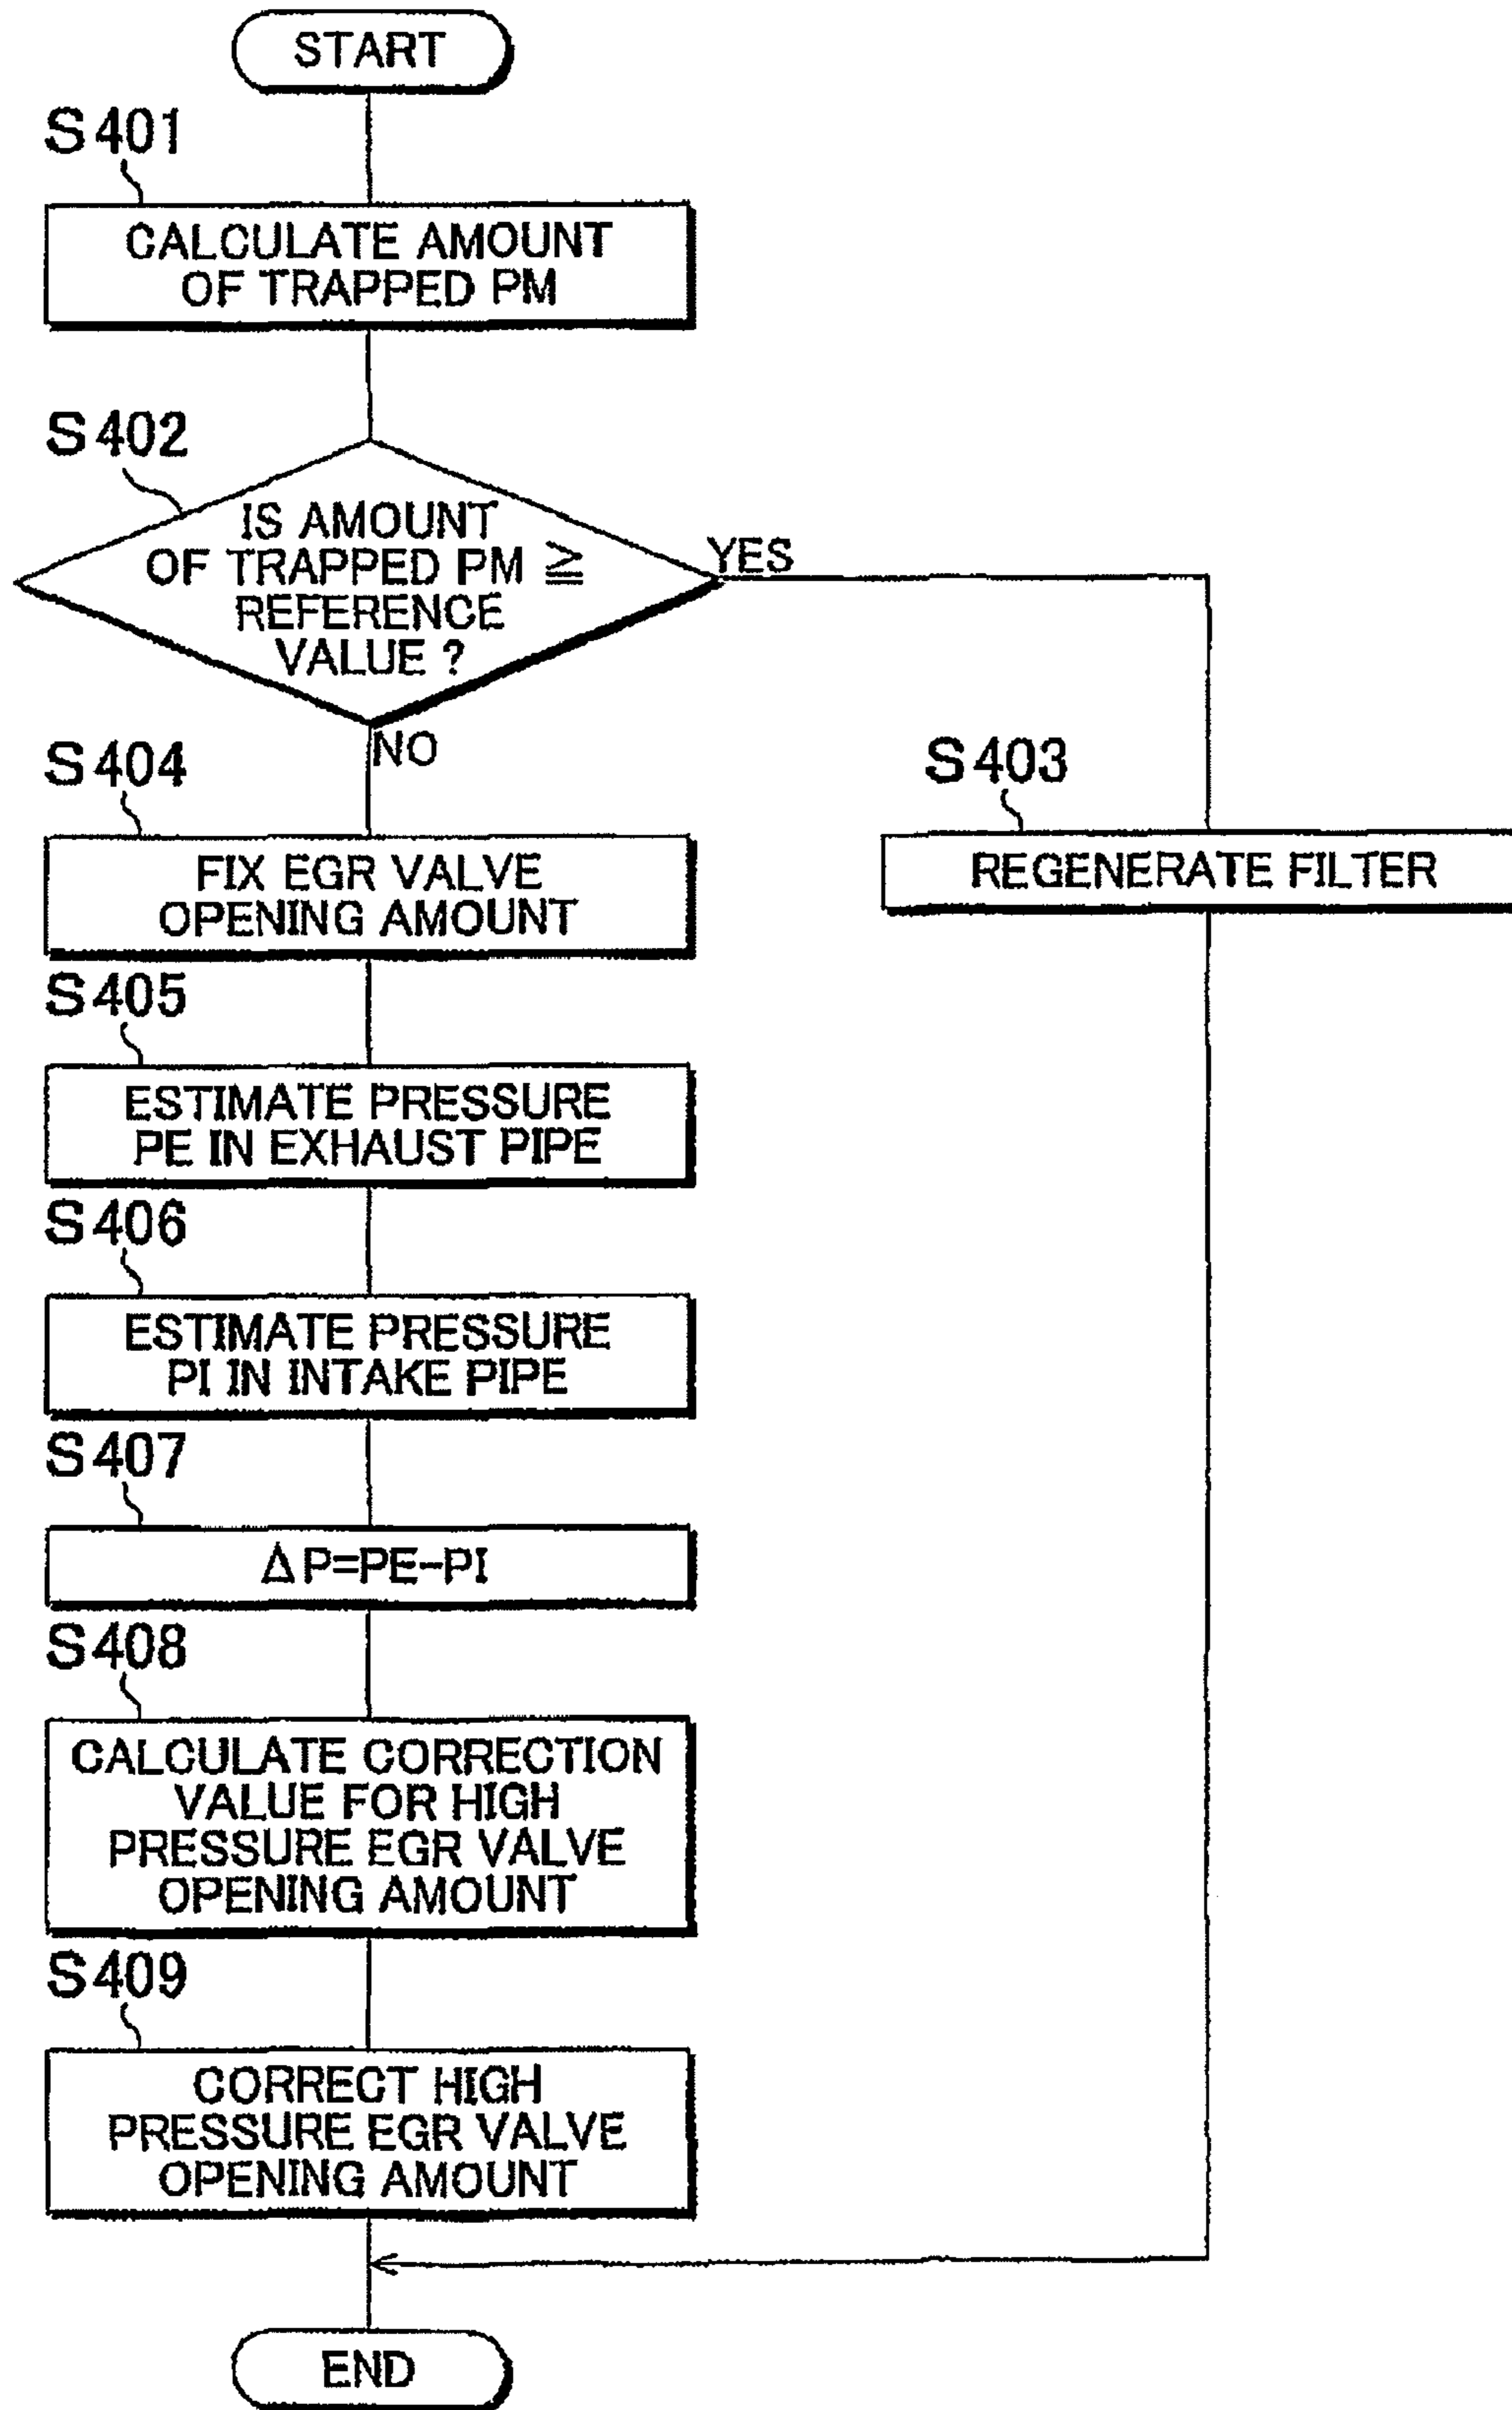 START
S401
CALCULATE AMOUNT
OF TRAPPED PM
S402
IS AMOUNT
OF TRAPPED PM ≧
REFERENCE
VALUE ?
YES
NO
S404
FIX EGR VALVE
OPENING AMOUNT
S403
REGENERATE FILTER
S405
ESTIMATE PRESSURE
PE IN EXHAUST PIPE
S406
ESTIMATE PRESSURE
PI IN INTAKE PIPE
S407
ΔP=PE-PI
S408
CALCULATE CORRECTION
VALUE FOR HIGH
PRESSURE EGR VALVE
OPENING AMOUNT
S409
CORRECT HIGH
PRESSURE EGR VALVE
OPENING AMOUNT
END